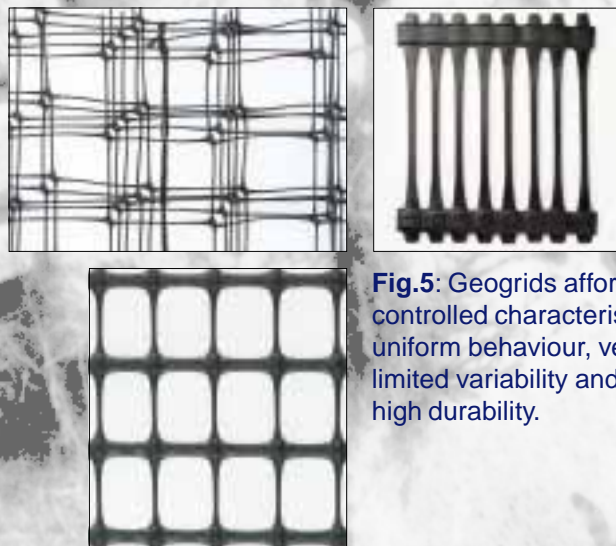 Fig.5: Geogrids affor
controlled characteris
uniform behaviour, ve
limited variability and
high durability.